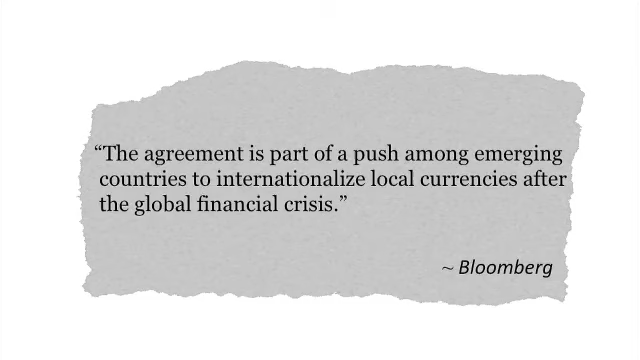 “The agreement is part of a push among emerging
countries to internationalize local currencies after
the global financial crisis.”
~ Bloomberg